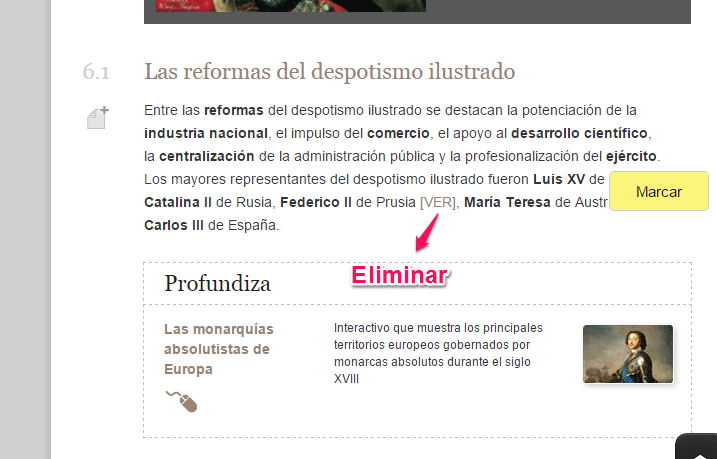 6.1 Las reformas del despotismo ilustrado
Entre las reformas del despotismo ilustrado se destacan la potenciación de la
industria nacional, el impulso del comercio, el apoyo al desarrollo científico,
la centralización de la administración pública y la profesionalización del ejército.
Los mayores representantes del despotismo ilustrado fueron Luis XV de
Marcar
Catalina II de Rusia, Federico II de Prusia [VER], María Teresa de Austr
Carlos III de España.
Eliminar
Profundiza
Las monarquías
absolutistas de
Europa
Interactivo que muestra los principales
territorios europeos gobernados por
monarcas absolutos durante el siglo
XVIII